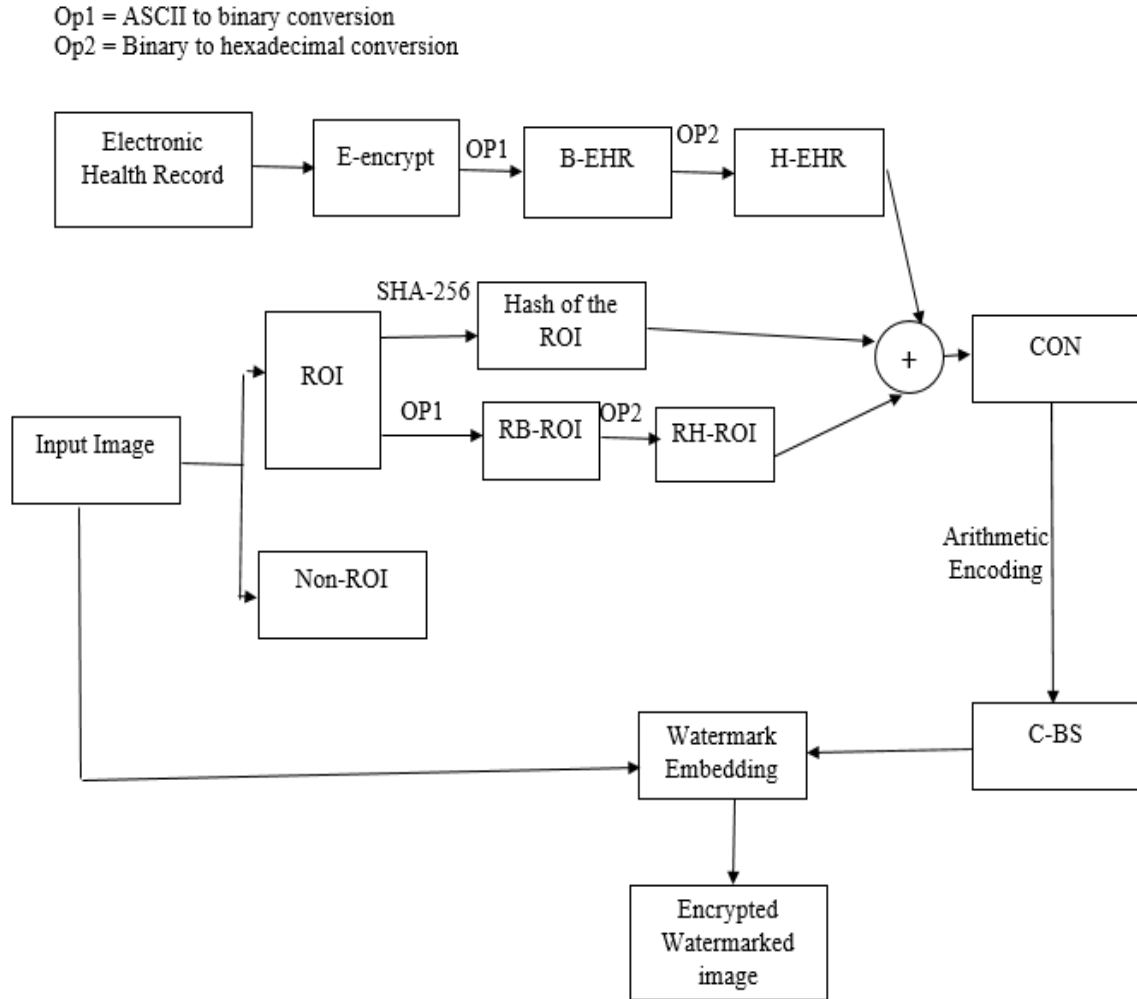 Op1 = ASCII to binary conversion
Op2 = Binary to hexadecimal conversion
Electronic
Health Record
E-encrypt
OP1
B-EHR
OP2
H-EHR
SHA-256
Hash of the
ROI
ROI
+
CON
OP1
RB-ROI
OP2
RH-ROI
Input Image
Non-ROI
Arithmetic
Encoding
Watermark
Embedding
C-BS
Encrypted
Watermarked
image